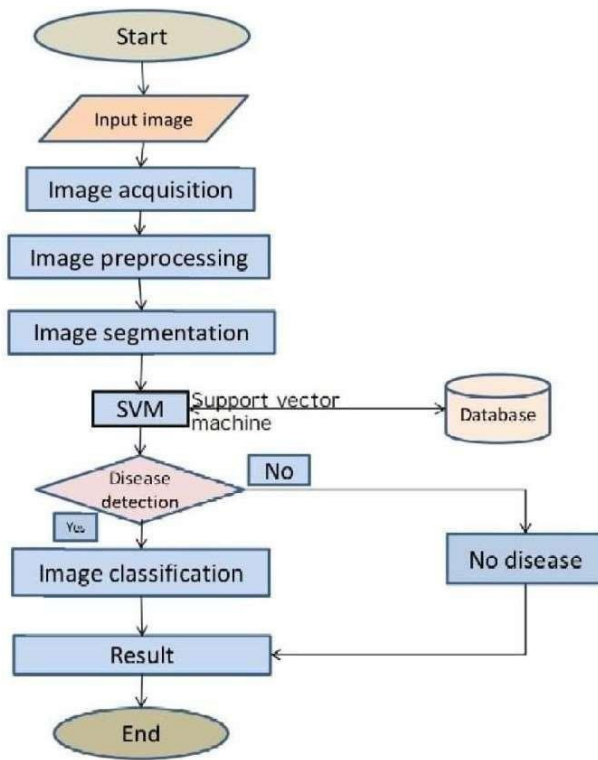 Start
Input image
Image acquisition
Image preprocessing
Image segmentation
SVM
Support vector
machine
Database
Disease
detection
No
Yes
Image classification
No disease
Result
End